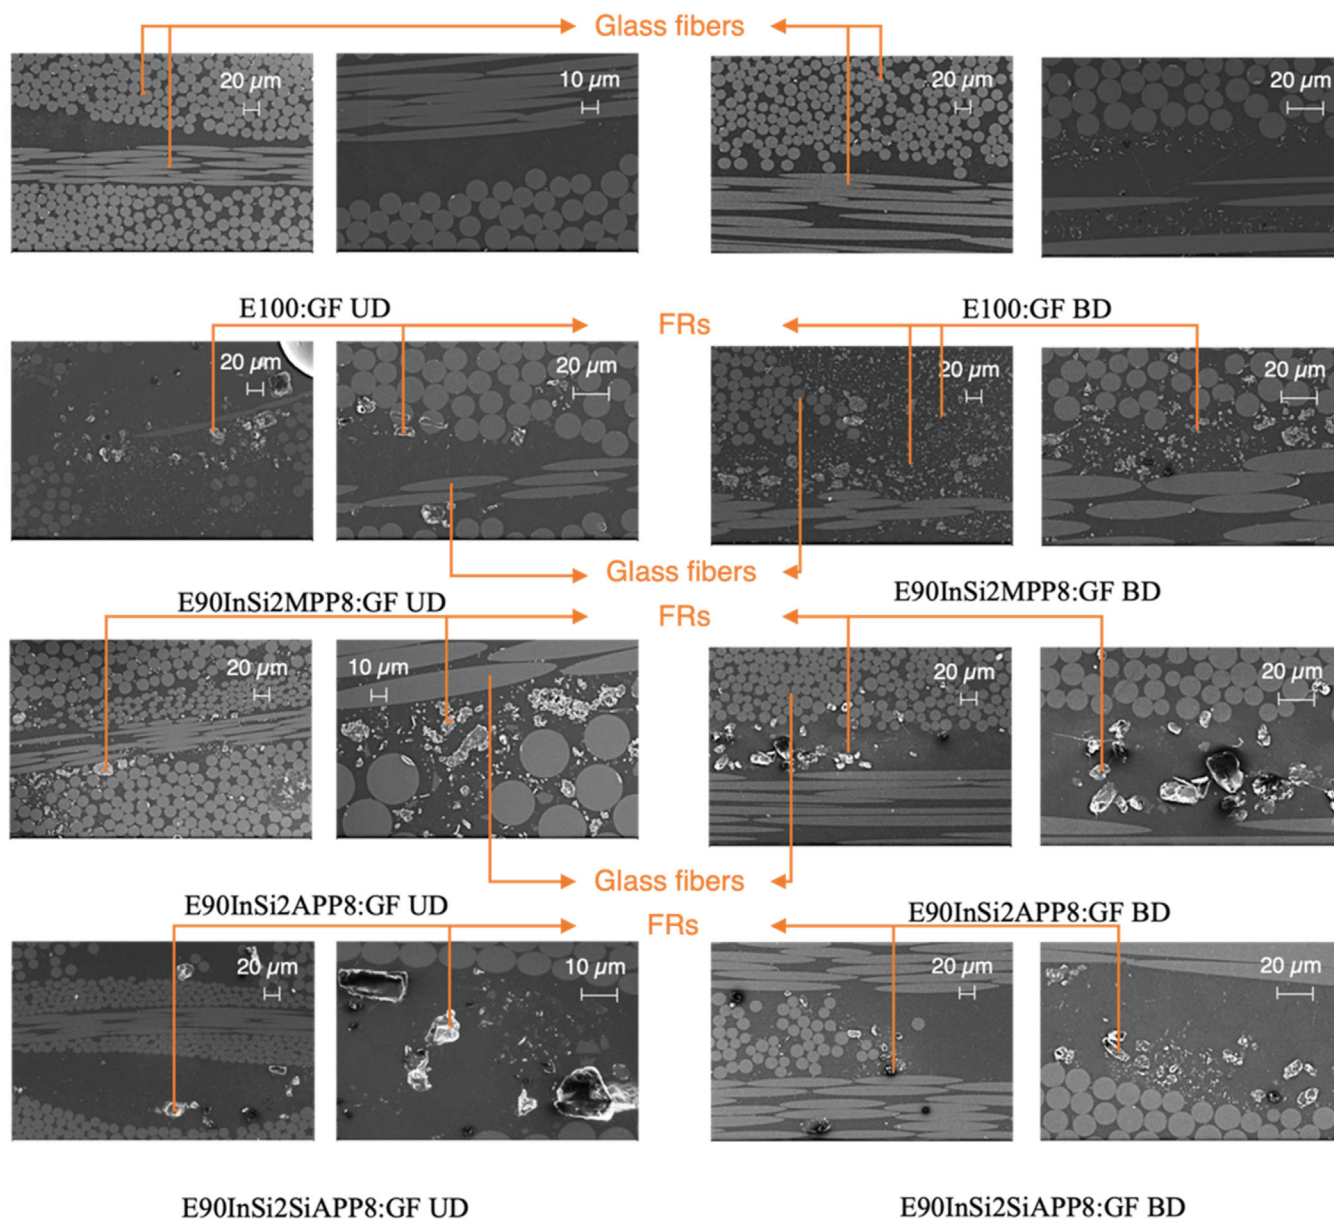 Glass fibers
20 µm
10 µm
20 µm
20 µm
E100:GF UD
E100:GF BD
FRs
20 µm
20 µm
20 µm
20 µm
Glass fibers
E90InSi2MPP8:GF UD
E90InSi2MPP8:GF BD
FRs
20 µm
10 µm
20 µm
20 µm
Glass fibers
E90InSi2APP8:GF UD
E90InSi2APP8:GF BD
FRs
20 µm
10 µm
20 µm
20 µm
E90InSi2SiAPP8:GF UD
E90InSi2SiAPP8:GF BD